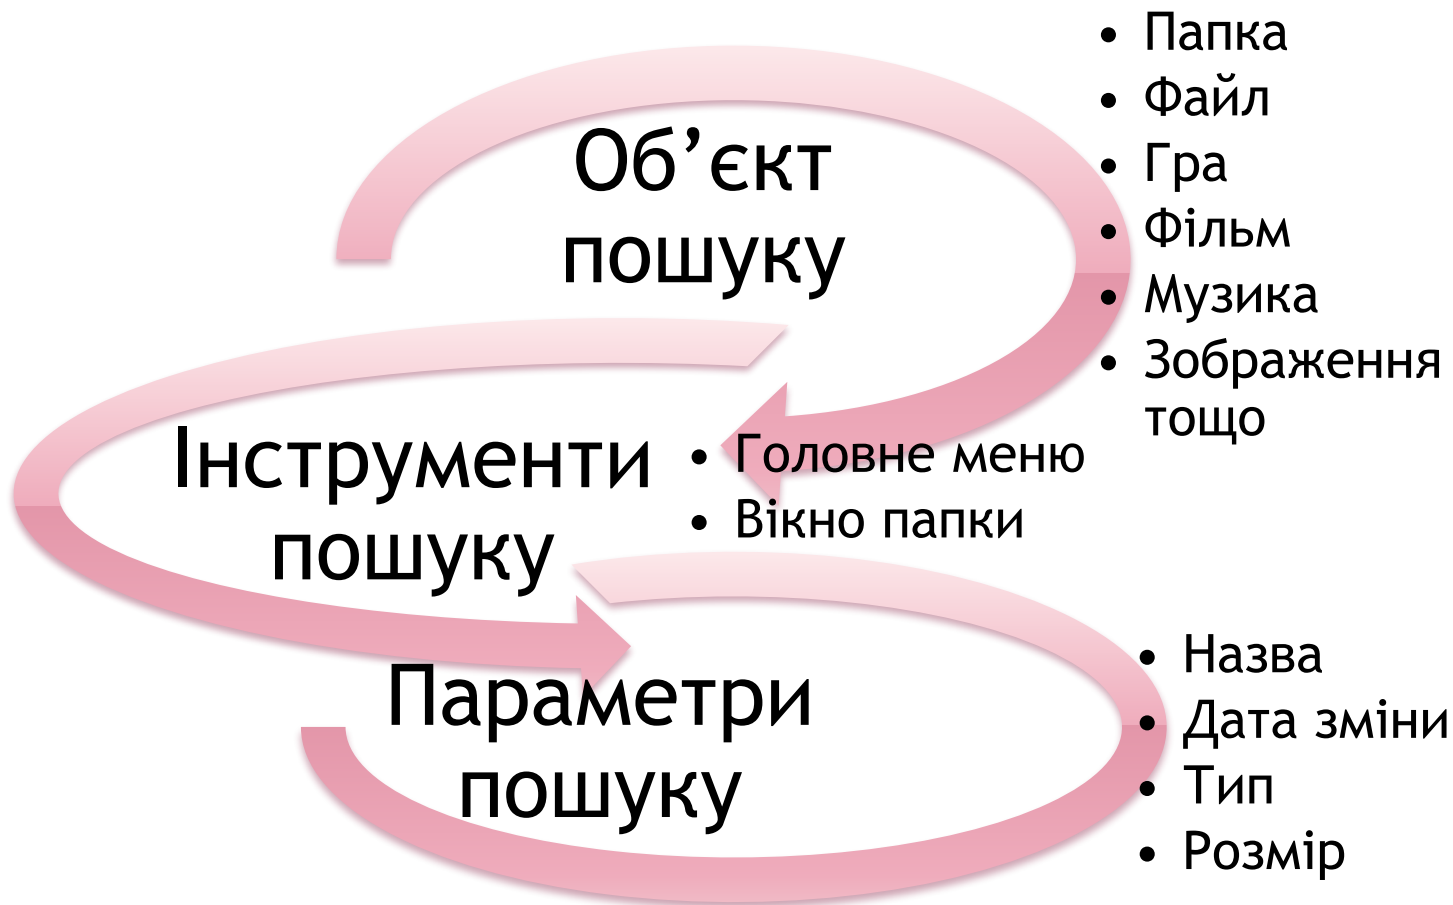 Об’єкт
пошуку
• Папка
• Файл
• Гра
• Фільм
• Музика
• Зображення
тощо
Інструменти
пошуку
• Головне меню
• Вікно папки
Параметри
пошуку
• Назва
• Дата зміни
• Тип
• Розмір